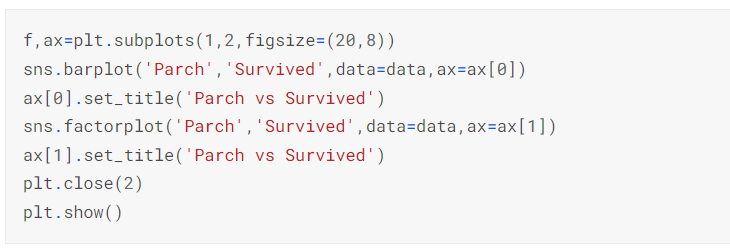 f,ax=plt.subplots(1,2,figsize=(20,8))
sns.barplot('Parch','Survived',data=data,ax=ax[0])
ax[0].set_title('Parch vs Survived')
sns.factorplot('Parch','Survived',data=data,ax=ax[1])
ax[1].set_title('Parch vs Survived')
plt.close(2)
plt.show()